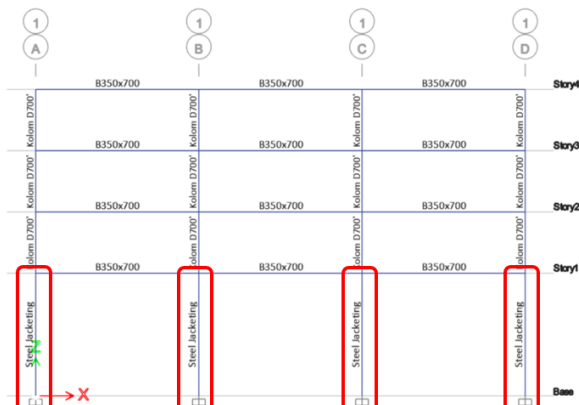 1 1 1 1
A B C D
B350x700 B350x700 B350x700 Story4
Kolom D700' Kolom D700' Kolom D700' Kolom D700'
B350x700 B350x700 B350x700 Story3
Kolom D700' Kolom D700' Kolom D700' Kolom D700'
B350x700 B350x700 B350x700 Story2
Kolom D700' Kolom D700' Kolom D700' Kolom D700'
B350x700 B350x700 B350x700 Story1
Steel Jacketing Steel Jacketing Steel Jacketing Steel Jacketing
Z
X Base